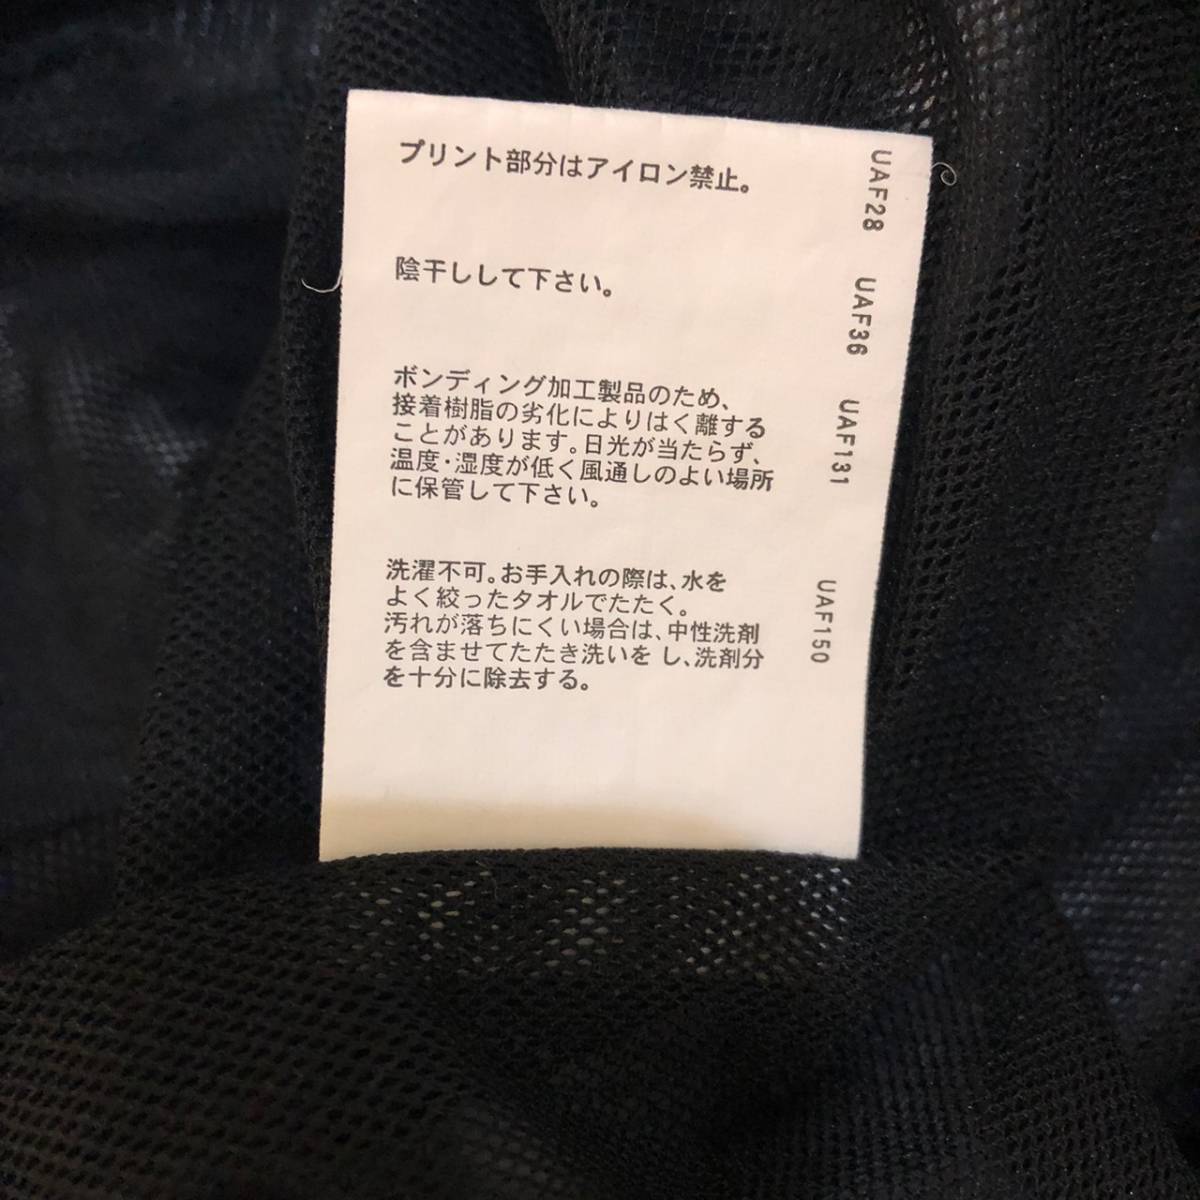 プリント部分はアイロン禁止。
UAF28
陰干ししして下さい。
UAF36
ボンディング加工製品のため、
接着樹脂の劣化によりはく離する
ことがあります。日光が当たらず、
温度・湿度が低く風通しのよい場所
に保管して下さい。
UAF131
洗濯不可。お手入れの際は、水を
よく絞ったタオルでたたく。
汚れが落ちにくい場合は、中性洗剤
を含ませてたたき洗いを し、洗剤分
を十分に除去する。
UAF150